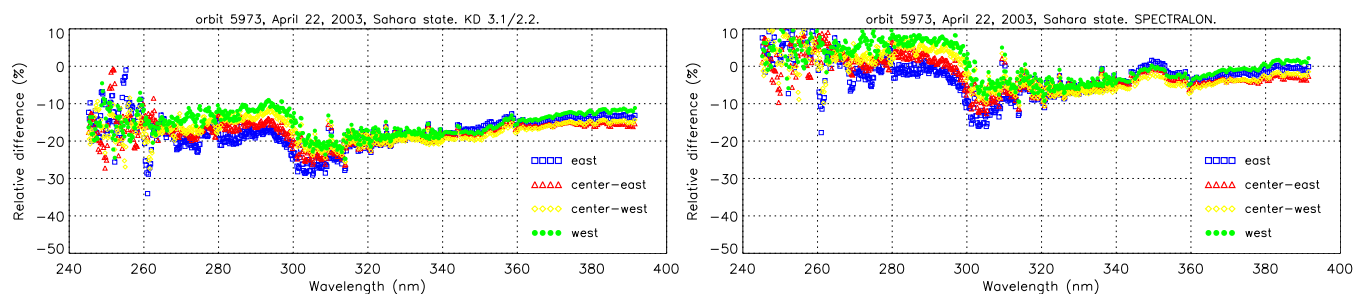 orbit 5973, April 22, 2003, Sahara state. KD 3.1/2.2.
10
0
−10
−20
−30
−40
−50
Relative difference (%)
east
center−east
center−west
west
240 260 280 300 320 340 360 380 400
Wavelength (nm)
orbit 5973, April 22, 2003, Sahara state. SPECTRALON.
10
0
−10
−20
−30
−40
−50
Relative difference (%)
east
center−east
center−west
west
240 260 280 300 320 340 360 380 400
Wavelength (nm)